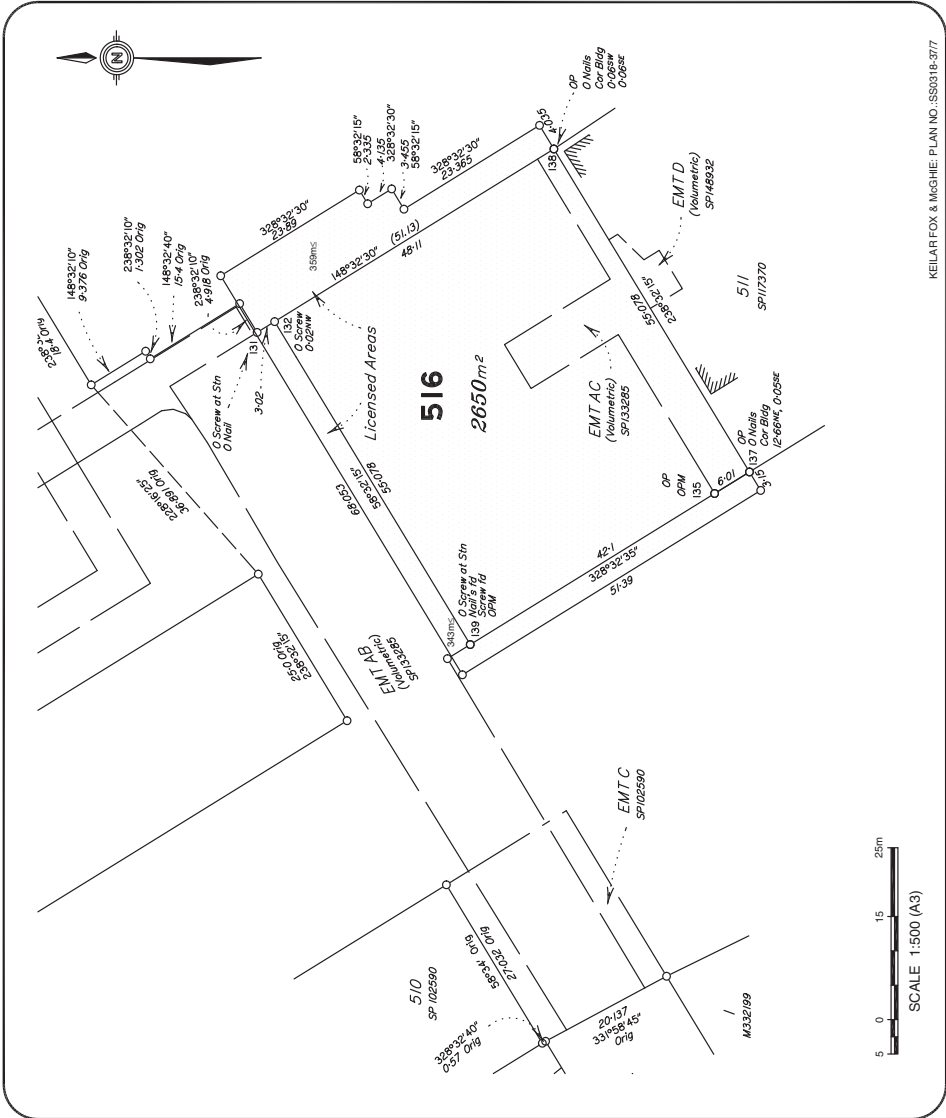 N
KEILAR FOX & McGHIE: PLAN NO.:SS0318-37/7
OP
O Nails
Cor Bldg
0·06SW
0·06SE
58°32'15"
2·335
4·135
328°32'30"
3·455
58°32'15"
328°32'30"
23·365
4·035
138
328°32'30"
23·89
148°32'10"
9·376 Orig
238°32'10"
1·302 Orig
148°32'40"
15·4 Orig
238°32'10"
4·918 Orig
18·4 Orig
359m≤
148°32'30"
(51.13)
48·11
EMT D
(Volumetric)
SP148932
511
SP117370
55·078
238°32'15"
131
132
O Screw
0·02NW
O Screw at Stn
O Nail
3·02
Licensed Areas
516
2650m²
EMT AC
(Volumetric)
SP133285
228°16'25"
36·891 Orig
68·053
58°32'15"
55·078
OP
OPM
135
6·01
OP
137 O Nails
Cor Bldg
12·66NE, 0·05SE
3·15
42·1
328°32'35"
51·39
O Screw at Stn
139 Nail's fd
Screw fd
OPM
343m≤
25·0 Orig
238°32'15"
EMT AB
(Volumetric)
SP133285
EMT C
SP102590
510
SP 102590
58°34' Orig
27·032 Orig
328°32'40"
0·57 Orig
20·137
331°58'45"
Orig
1
M332199
5 0 15 25m
SCALE 1:500 (A3)